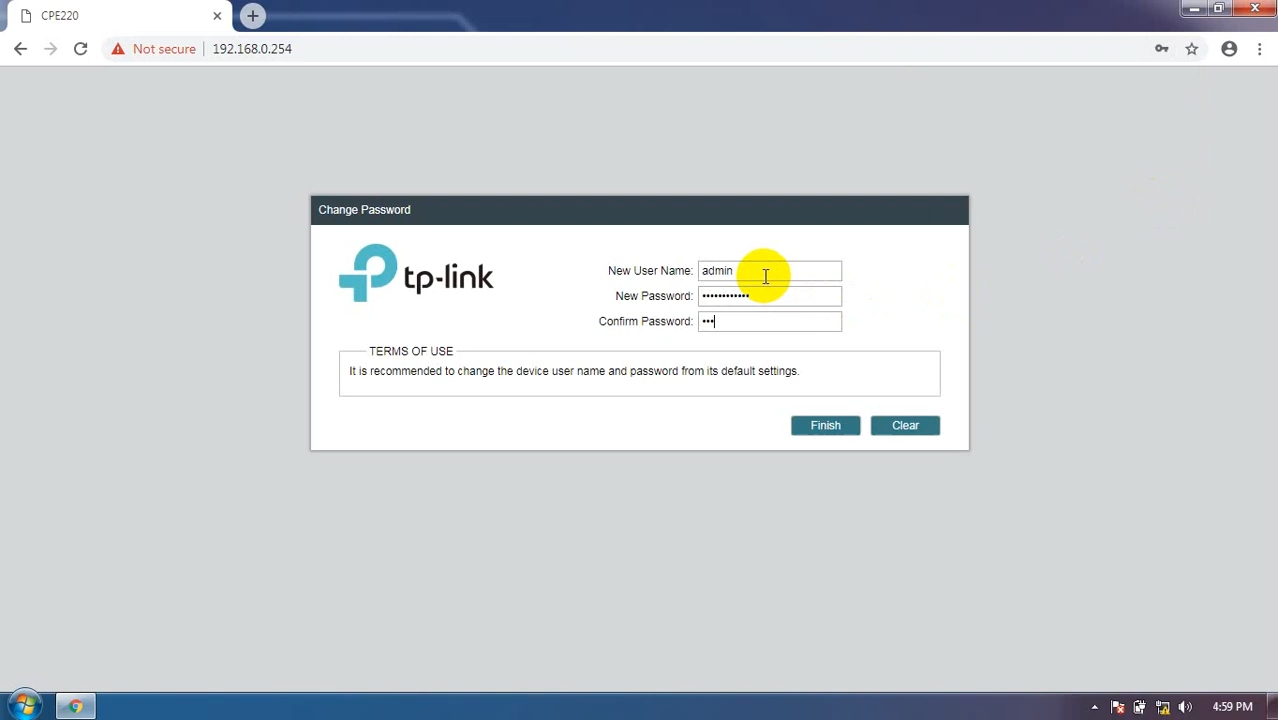 CPE220
Not secure
192.168.0.254
Change Password
tp-link
New User Name: admin
New Password: ••••••••••••
Confirm Password: •••
TERMS OF USE
It is recommended to change the device user name and password from its default settings.
Finish
Clear
4:59 PM